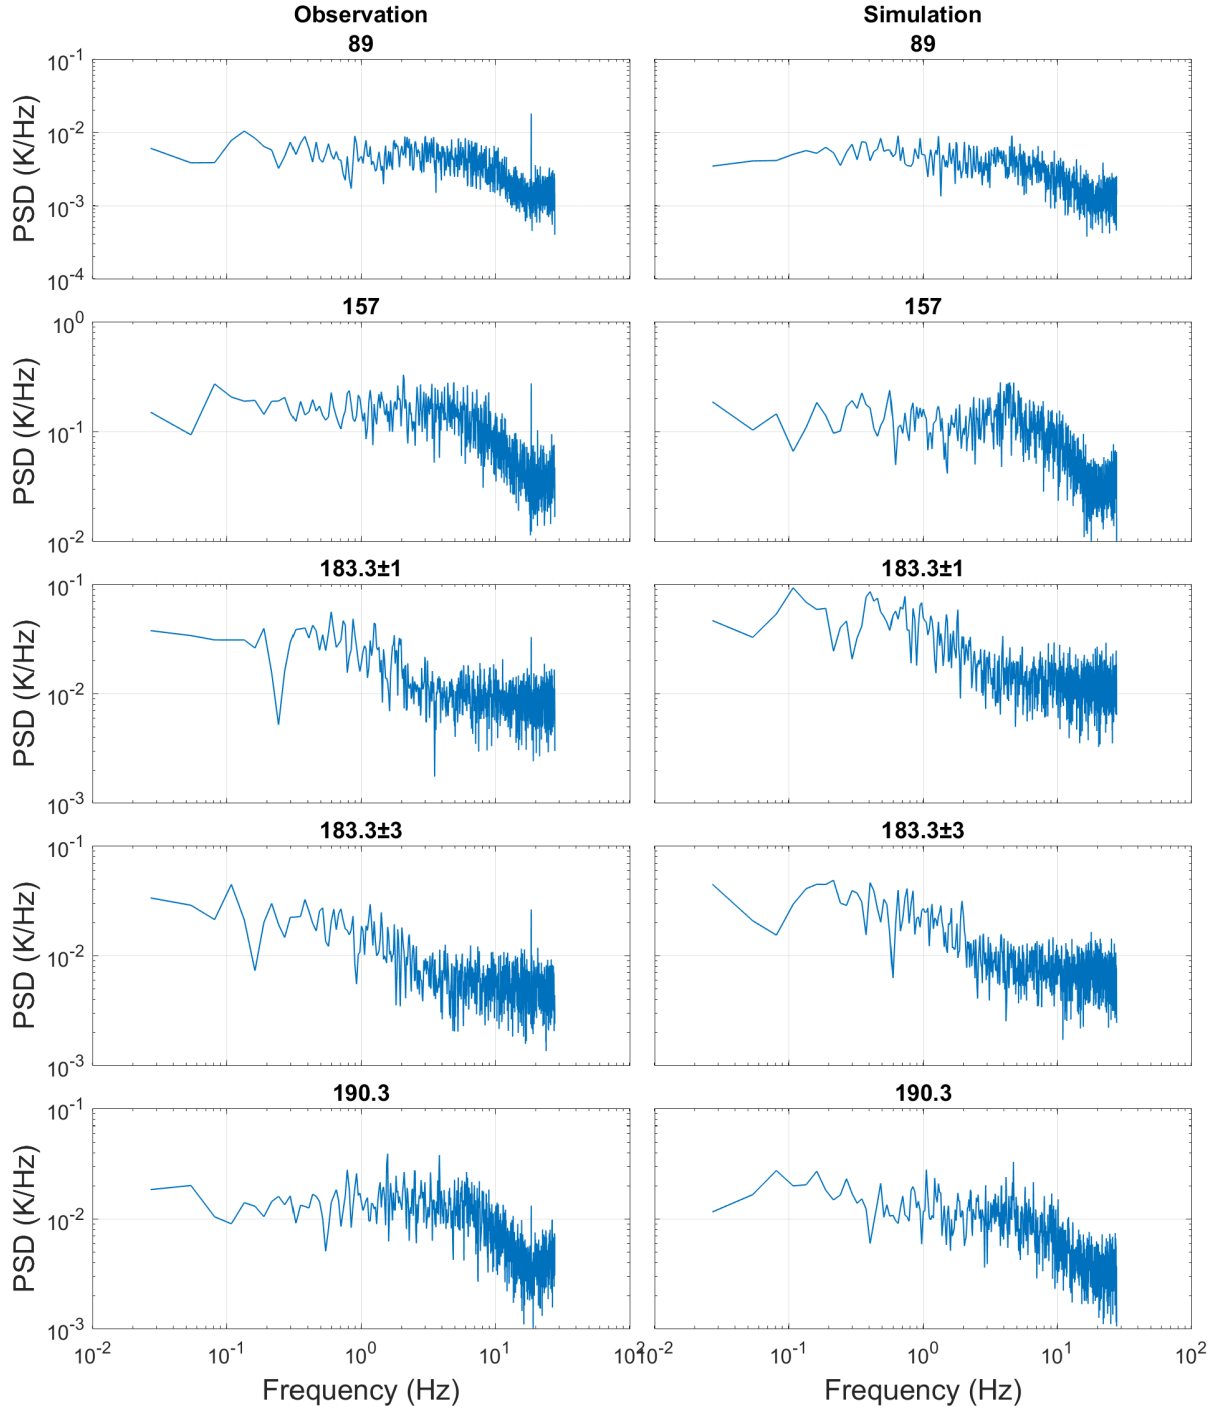 Observation Simulation
89 89
10^-1
10^-2
10^-3
10^-4
PSD (K/Hz)
157 157
10^0
10^-1
10^-2
PSD (K/Hz)
183.3±1 183.3±1
10^-1
10^-2
10^-3
PSD (K/Hz)
183.3±3 183.3±3
10^-1
10^-2
10^-3
PSD (K/Hz)
190.3 190.3
10^-1
10^-2
10^-3
PSD (K/Hz)
10^-2 10^-1 10^0 10^1 10^2 10^-2 10^-1 10^0 10^1 10^2
Frequency (Hz) Frequency (Hz)